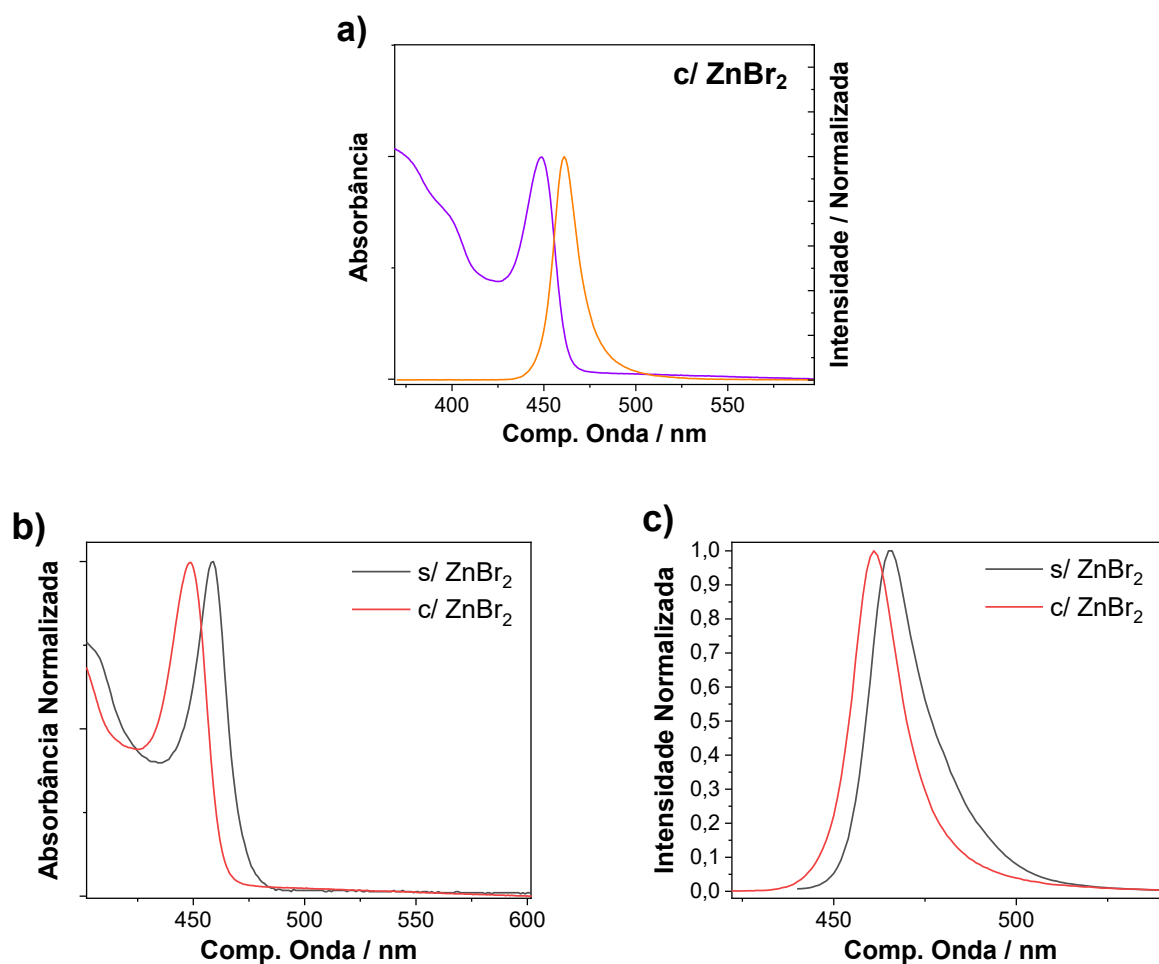 a)
c/ ZnBr₂
Absorbância
Intensidade / Normalizada
400 450 500 550
Comp. Onda / nm
b)
s/ ZnBr₂
c/ ZnBr₂
Absorbância Normalizada
450 500 550 600
Comp. Onda / nm
c)
s/ ZnBr₂
c/ ZnBr₂
Intensidade Normalizada
1,0
0,9
0,8
0,7
0,6
0,5
0,4
0,3
0,2
0,1
0,0
450 500
Comp. Onda / nm